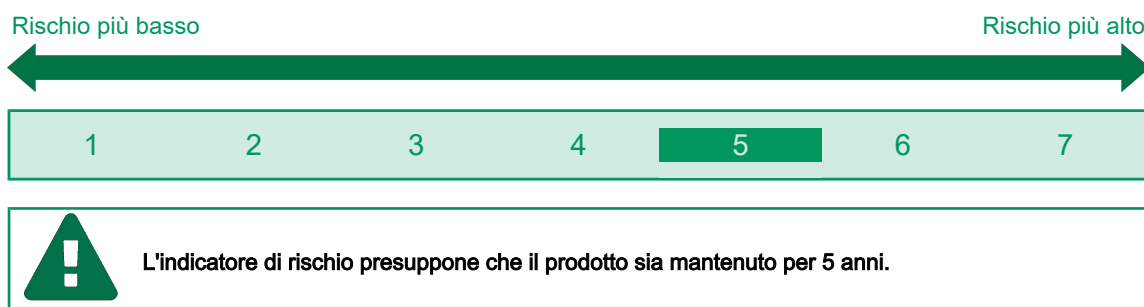 Rischio più basso Rischio più alto
1 2 3 4 5 6 7
L'indicatore di rischio presuppone che il prodotto sia mantenuto per 5 anni.